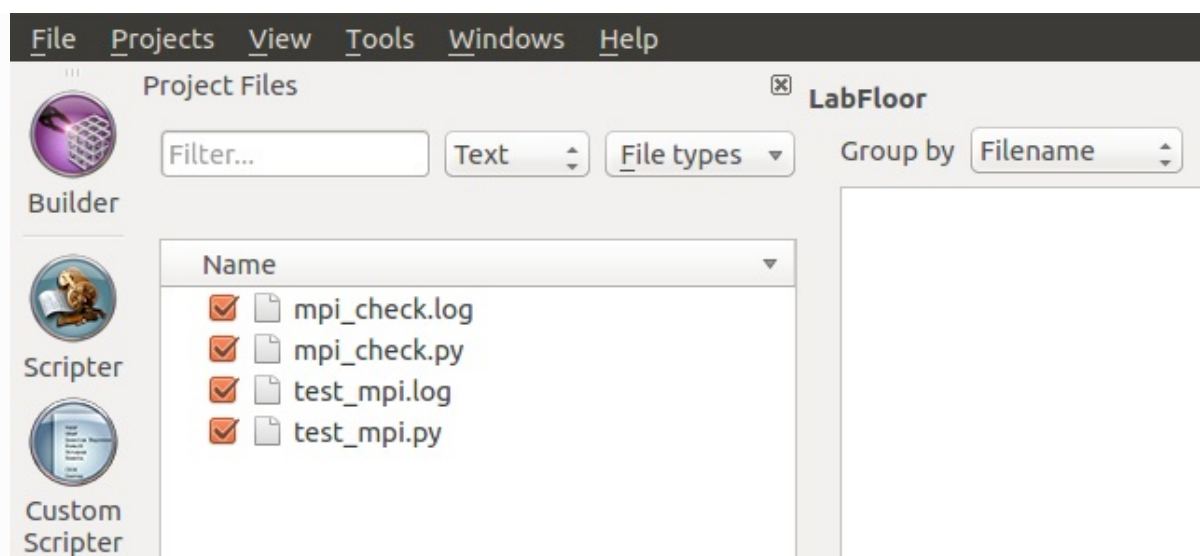 File Projects View Tools Windows Help
Project Files
LabFloor
Filter...
Text
File types
Group by Filename
Builder
Name
mpi_check.log
mpi_check.py
test_mpi.log
test_mpi.py
Scripter
Custom
Scripter